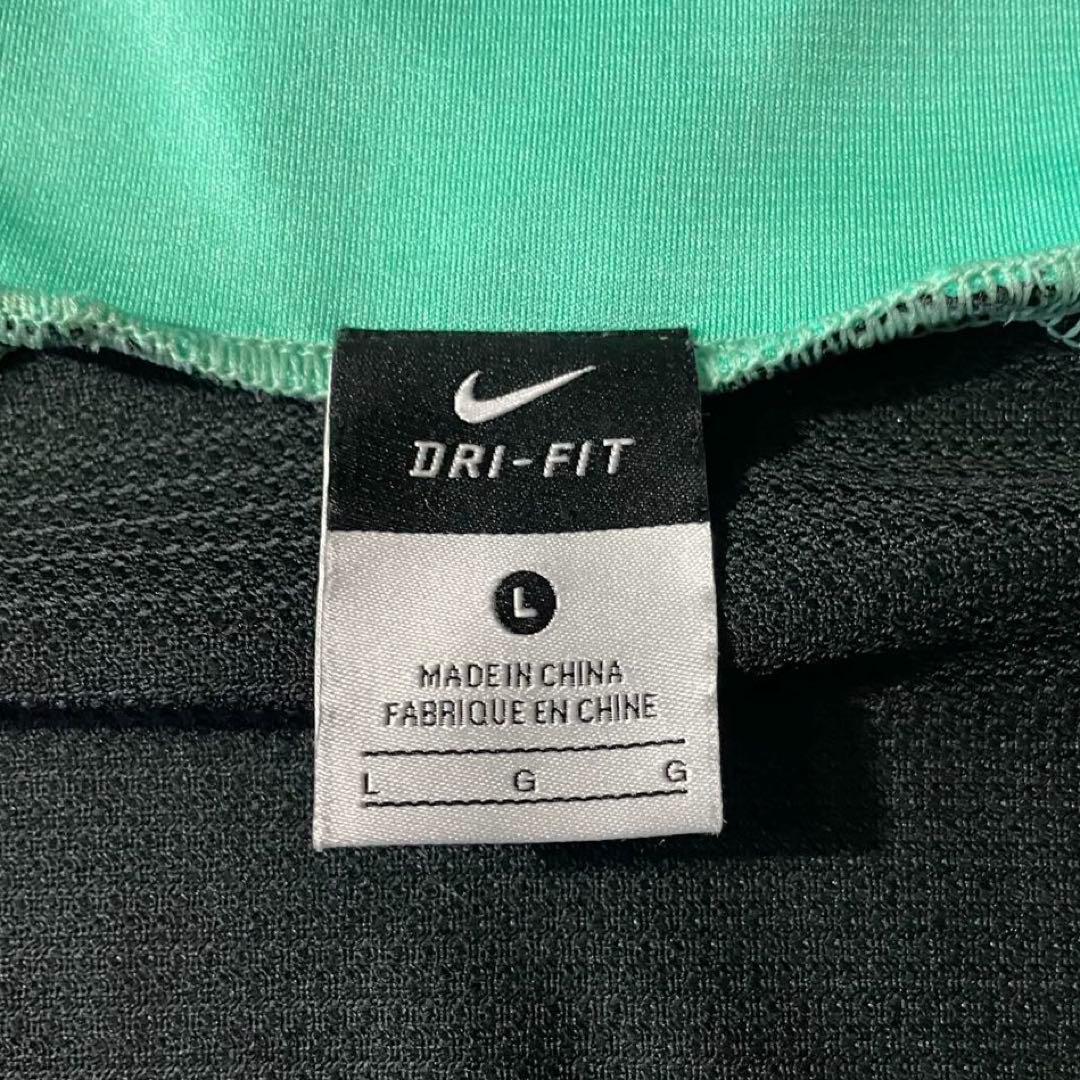 DRI-FIT
L
MADE IN CHINA
FABRIQUE EN CHINE
L G G